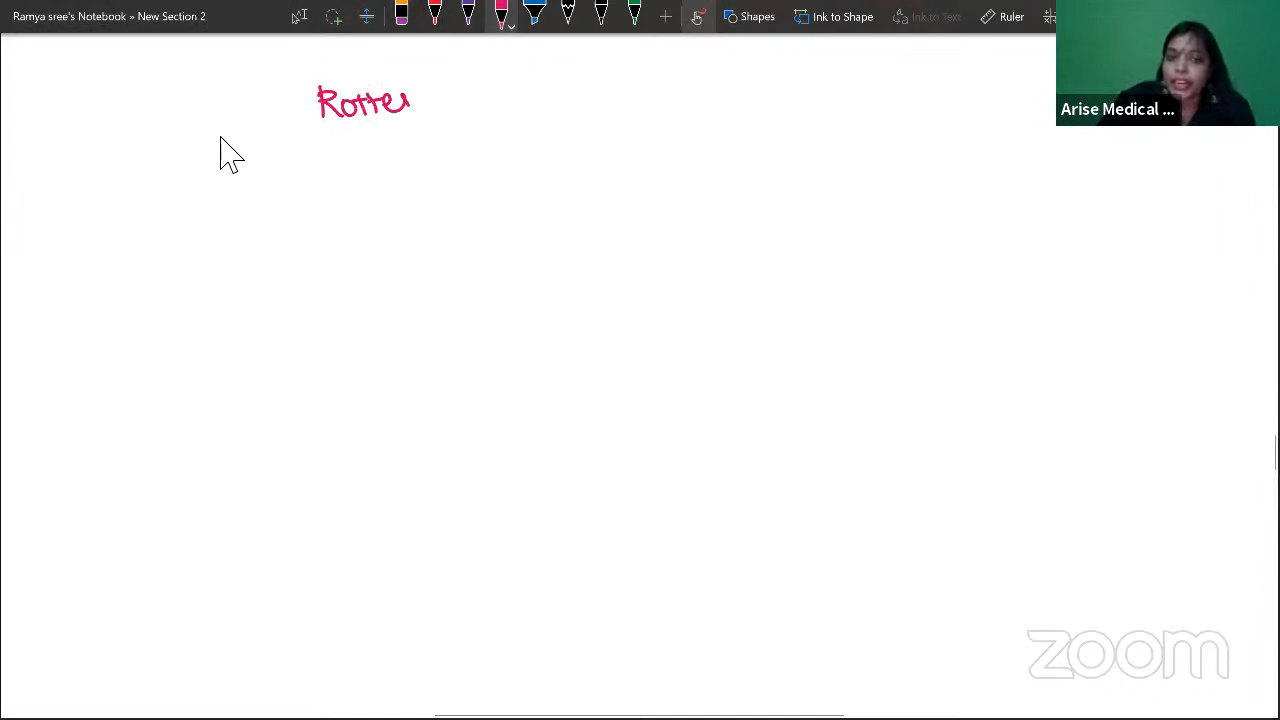 Ramya sree's Notebook » New Section 2
Shapes
Ink to Shape
Ink to Text
Ruler
Arise Medical ...
Rotter
zoom